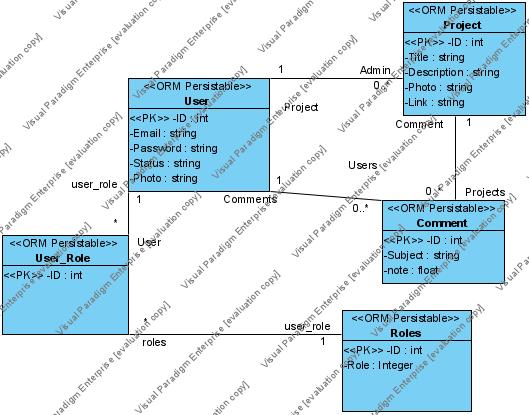 <<ORM Persistable>>
Project
<<PK>> -ID : int
-Title : string
-Description : string
-Photo : string
-Link : string
1
Admin
0..
Project
<<ORM Persistable>>
User
<<PK>> -ID : int
-Email : string
-Password : string
-Status : string
-Photo : string
Comment
1
Users
1
0..*
Projects
user_role
*
1
Comments
0..*
<<ORM Persistable>>
Comment
<<PK>> -ID : int
-Subject : string
-note : float
User
<<ORM Persistable>>
User_Role
<<PK>> -ID : int
*
roles
user_role
1
<<ORM Persistable>>
Roles
<<PK>> -ID : int
-Role : Integer
Visual Paradigm Enterprise [evaluation copy]